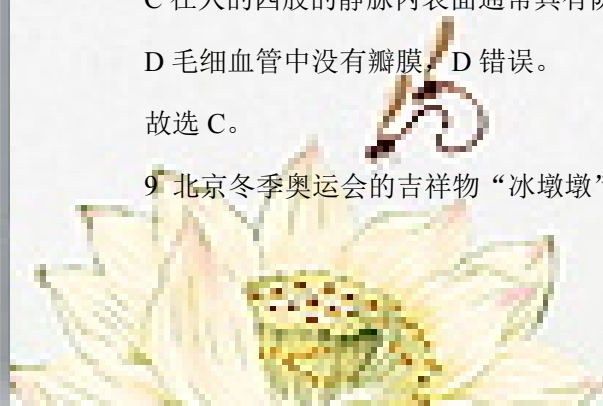 C 在人的四肢的静脉内表面通常具有防
D 毛细血管中没有瓣膜，D 错误。
故选 C。
9 北京冬季奥运会的吉祥物“冰墩墩”